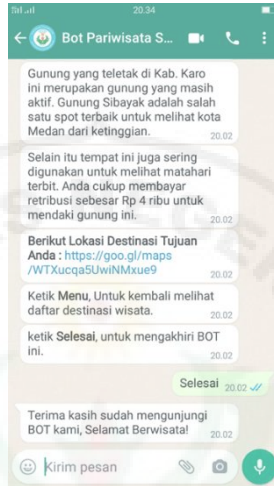 20.34
Bot Pariwisata S...
Gunung yang teletak di Kab. Karo
ini merupakan gunung yang masih
aktif. Gunung Sibayak adalah salah
satu spot terbaik untuk melihat kota
Medan dari ketinggian.
20.02
Selain itu tempat ini juga sering
digunakan untuk melihat matahari
terbit. Anda cukup membayar
retribusi sebesar Rp 4 ribu untuk
mendaki gunung ini.
20.02
Berikut Lokasi Destinasi Tujuan
Anda : https://goo.gl/maps
/WTXucqa5UwiNMxue9
20.02
Ketik Menu, Untuk kembali melihat
daftar destinasi wisata.
20.02
ketik Selesai, untuk mengakhiri BOT
ini.
20.02
Selesai 20.02
Terima kasih sudah mengunjungi
BOT kami, Selamat Berwisata!
20.02
Kirim pesan